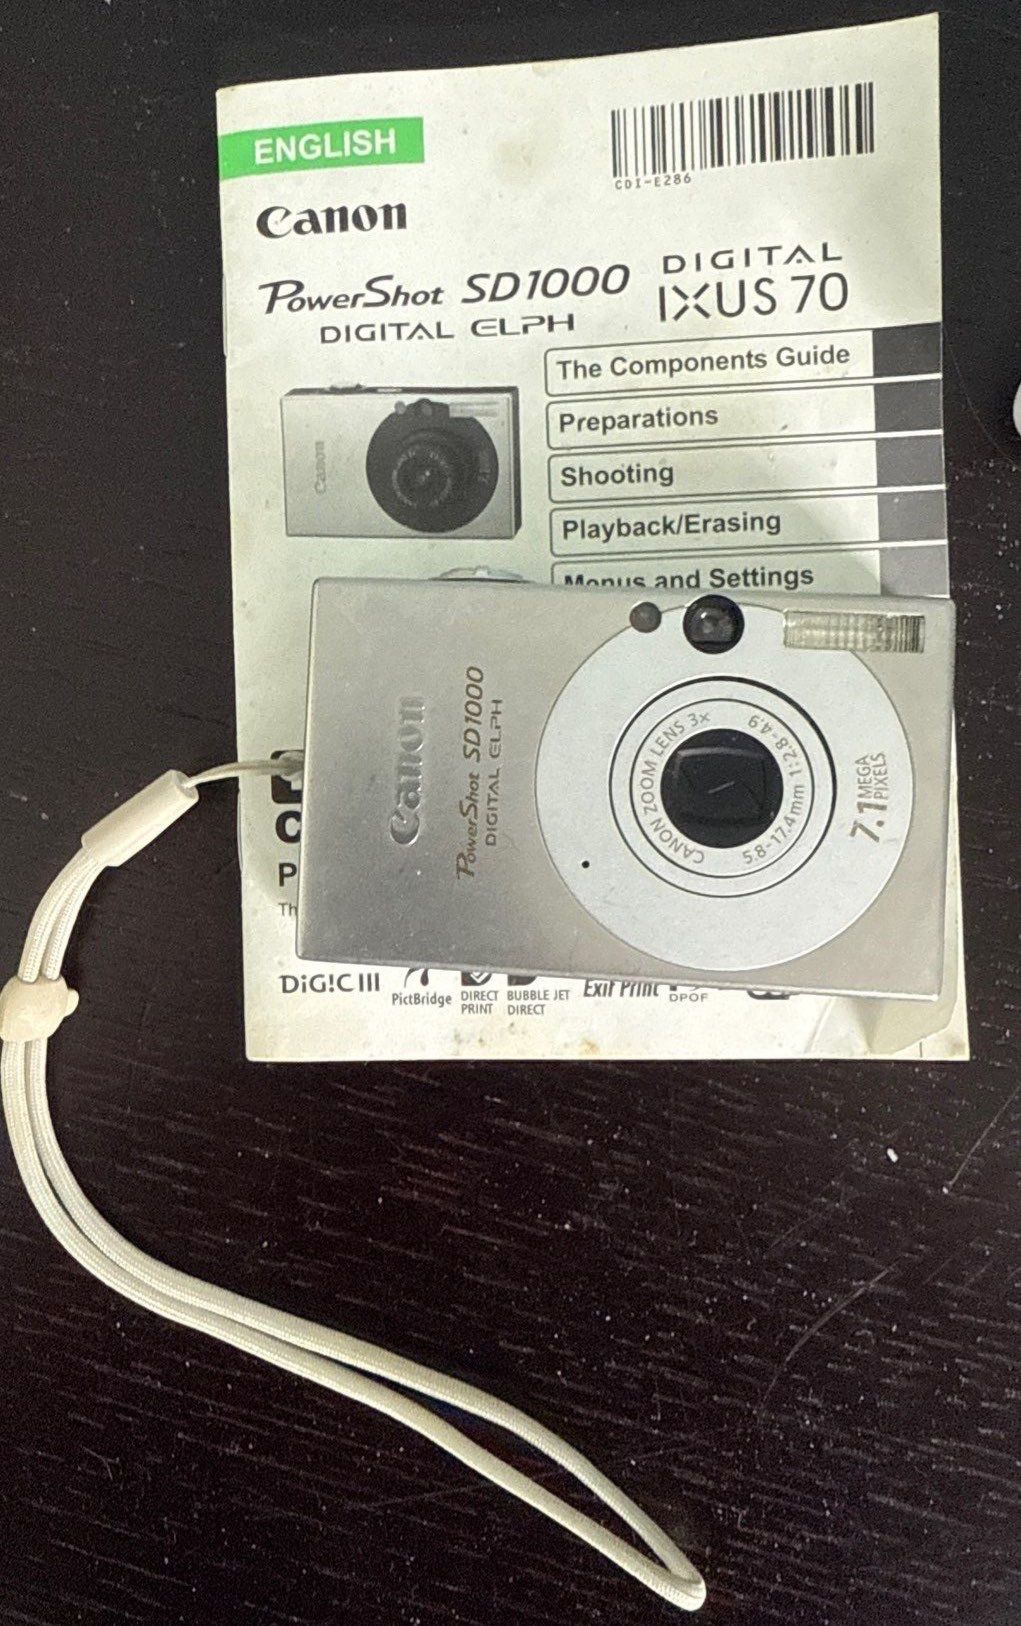 ENGLISH
CDI-E286
Canon
PowerShot SD1000
DIGITAL ELPH
DIGITAL
IXUS 70
The Components Guide
Preparations
Shooting
Playback/Erasing
Menus and Settings
Canon
Canon
PowerShot SD1000
DIGITAL ELPH
CANON ZOOM LENS 3x
5.8-17.4mm 1:2.8-4.9
7.1 MEGA
PIXELS
C
P
Th
DiG!C III
PictBridge
DIRECT
PRINT
BUBBLE JET
DIRECT
Exif Print
DPOF